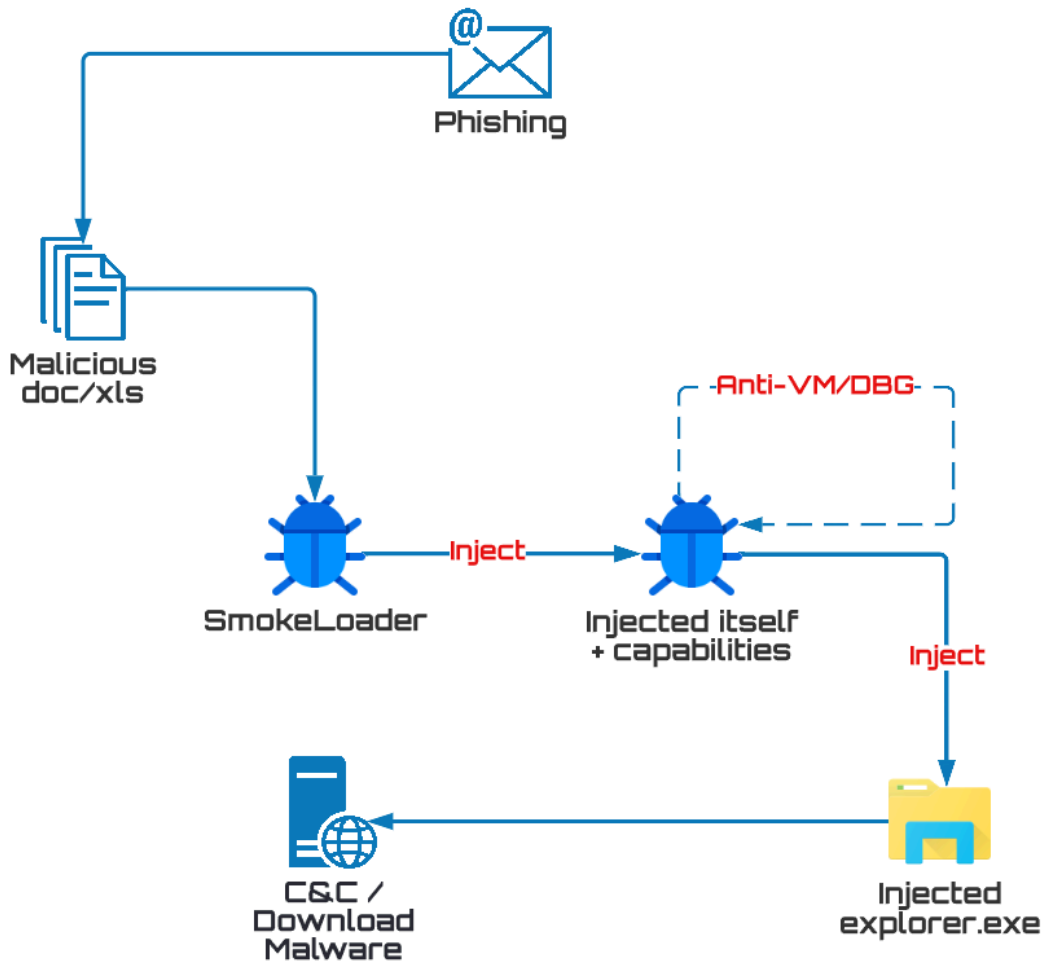 @
Phishing
Malicious
doc/xls
Anti-VM/DBG
Inject
SmokeLoader
Injected itself
+ capabilities
Inject
C&C /
Download
Malware
Injected
explorer.exe